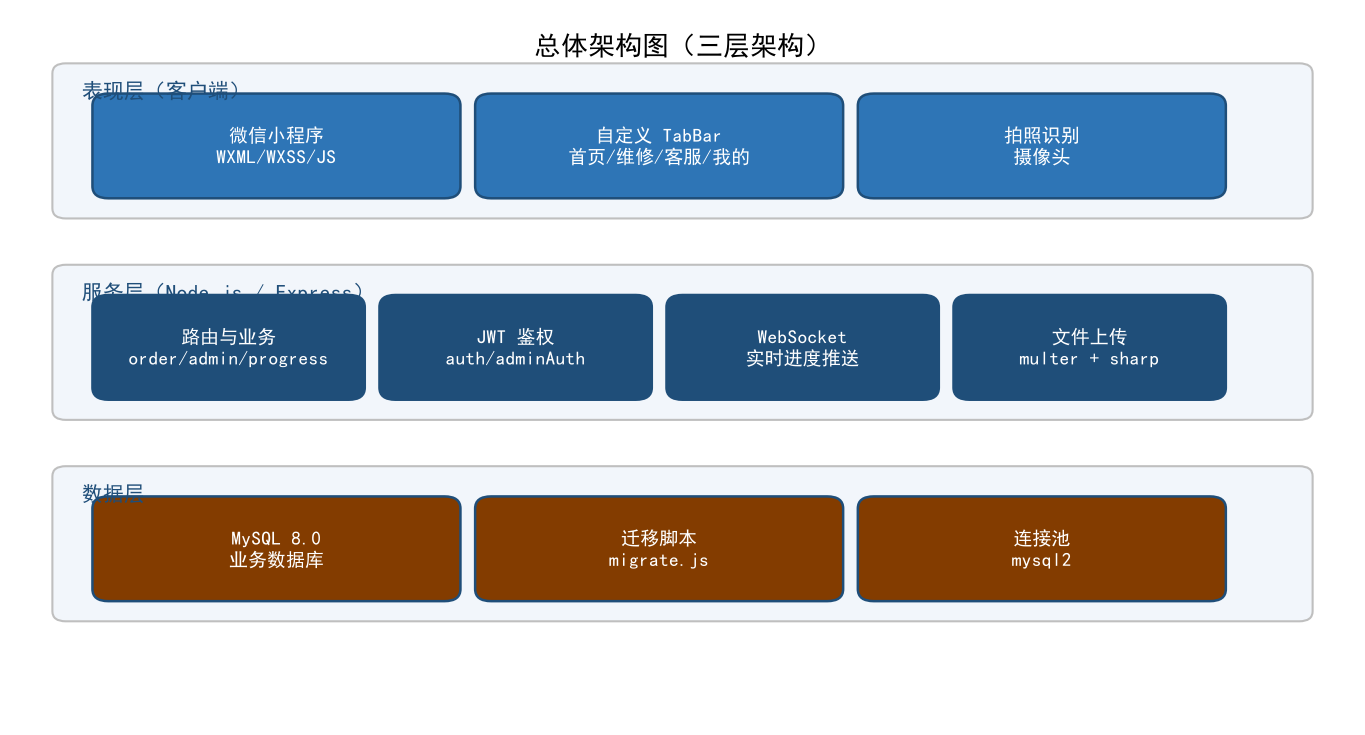 总体架构图（三层架构）
表现层（客户端）
微信小程序
WXML/WXSS/JS
自定义 TabBar
首页/维修/客服/我的
拍照识别
摄像头
服务层（Node.js / Express）
路由与业务
order/admin/progress
JWT 鉴权
auth/adminAuth
WebSocket
实时进度推送
文件上传
multer + sharp
数据层
MySQL 8.0
业务数据库
迁移脚本
migrate.js
连接池
mysql2